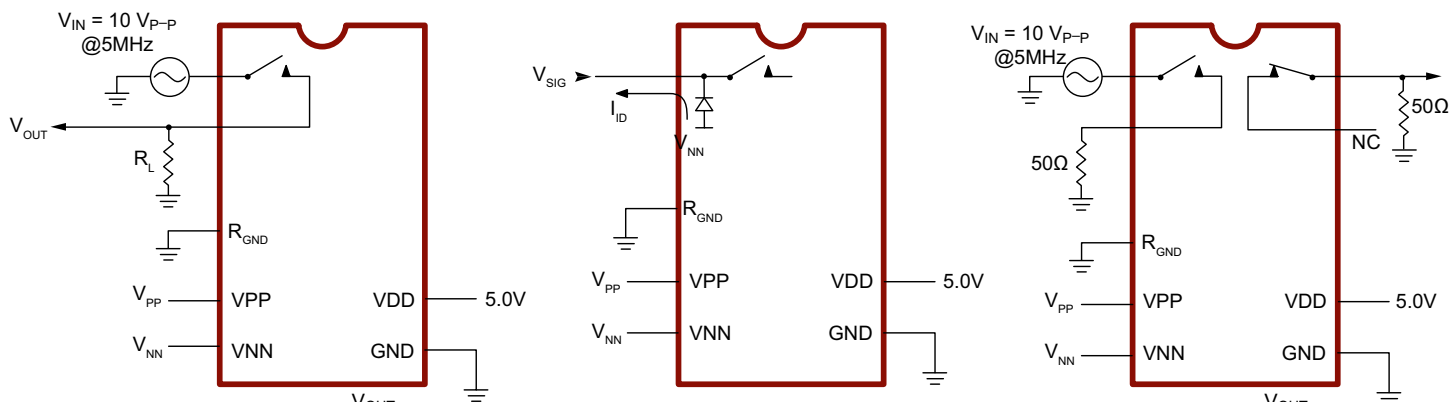 V_IN = 10 V_P–P
@5MHz
V_OUT
R_L
R_GND
V_PP
VPP
VDD
5.0V
V_NN
VNN
GND
V_OUT
V_SIG
I_ID
V_NN
R_GND
V_PP
VPP
VDD
5.0V
V_NN
VNN
GND
V_IN = 10 V_P–P
@5MHz
50Ω
NC
50Ω
R_GND
V_PP
VPP
VDD
5.0V
V_NN
VNN
GND
V_OUT